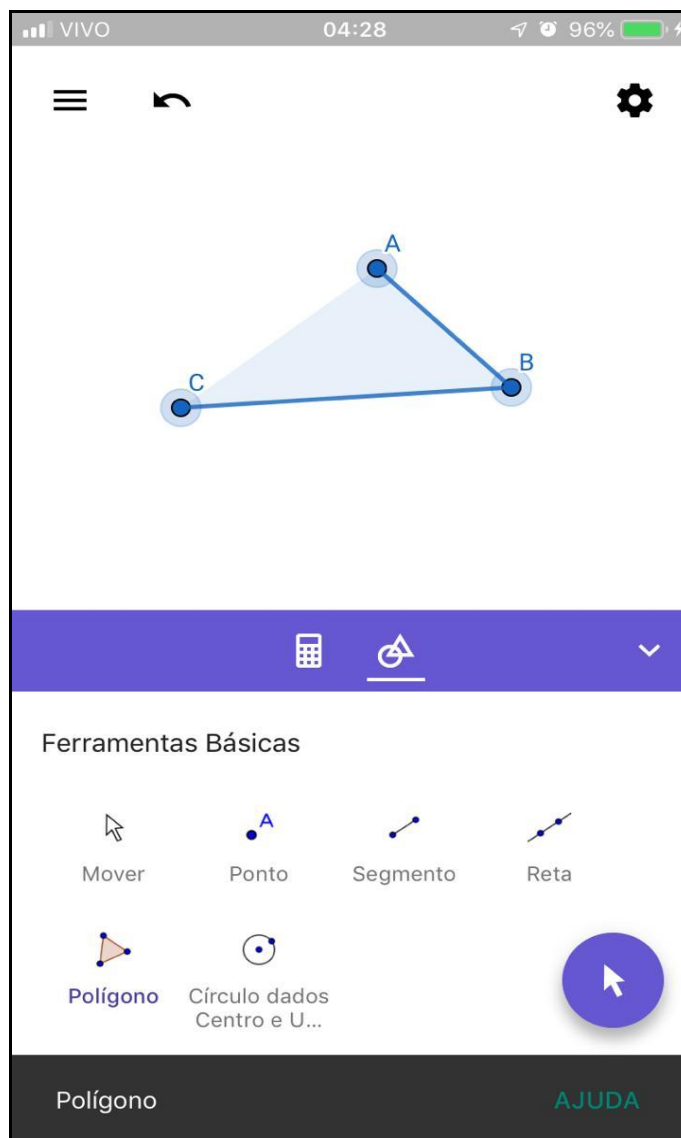 VIVO 04:28 96%
A
B
C
Ferramentas Básicas
A
Mover Ponto Segmento Reta
Polígono Círculo dados
Centro e U...
Polígono AJUDA